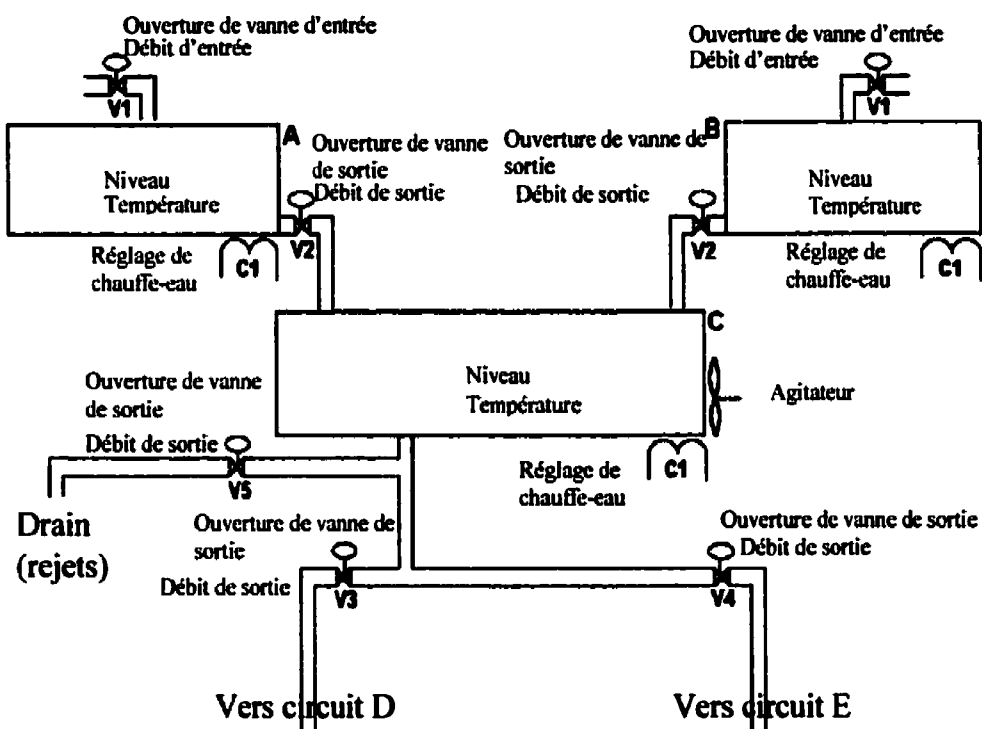 Ouverture de vanne d'entrée
Débit d'entrée
V1
Ouverture de vanne d'entrée
Débit d'entrée
V1
A
Niveau
Température
Ouverture de vanne
de sortie
Débit de sortie
V2
Réglage de
chauffe-eau
C1
Ouverture de vanne de
sortie
Débit de sortie
V2
B
Niveau
Température
Réglage de
chauffe-eau
C1
C
Niveau
Température
Agitateur
Réglage de
chauffe-eau
C1
Ouverture de vanne
de sortie
Débit de sortie
V5
Drain
(rejets)
Ouverture de vanne de
sortie
Débit de sortie
V3
Ouverture de vanne de sortie
Débit de sortie
V4
Vers circuit D
Vers circuit E